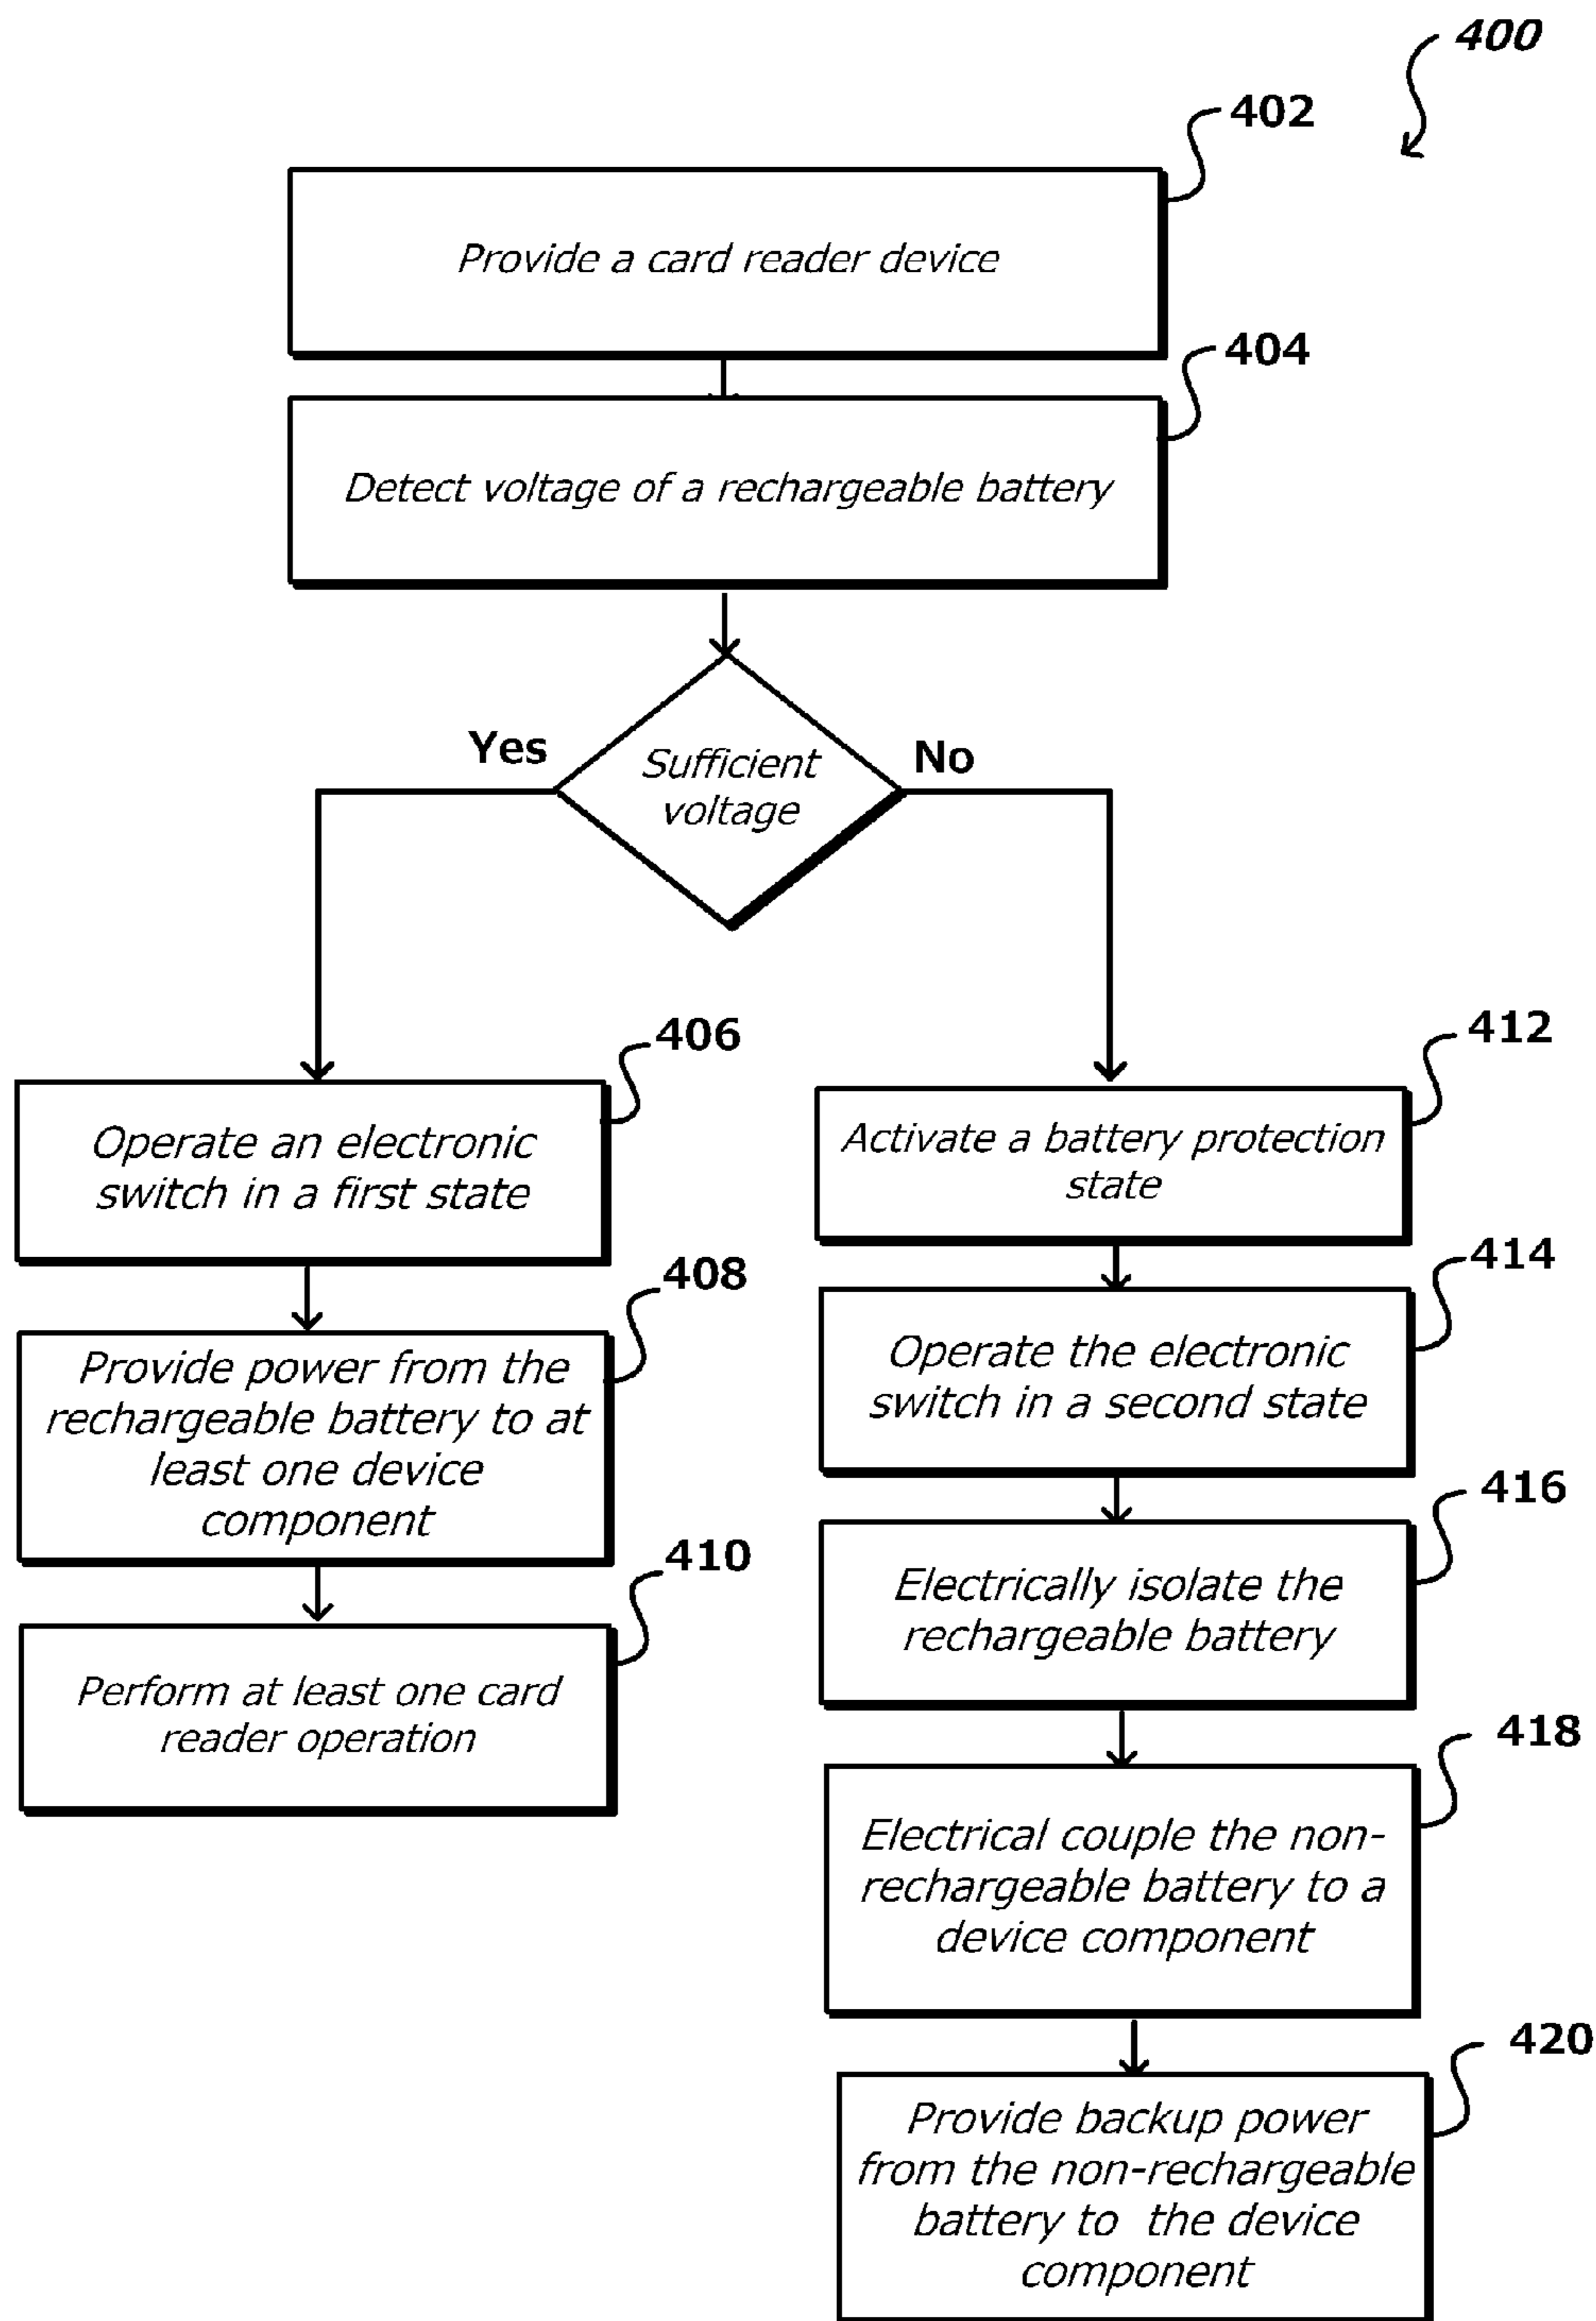 400
402
Provide a card reader device
404
Detect voltage of a rechargeable battery
Yes
No
Sufficient
voltage
406
Operate an electronic
switch in a first state
408
Provide power from the
rechargeable battery to at
least one device
component
410
Perform at least one card
reader operation
412
Activate a battery protection
state
414
Operate the electronic
switch in a second state
416
Electrically isolate the
rechargeable battery
418
Electrical couple the non-
rechargeable battery to a
device component
420
Provide backup power
from the non-rechargeable
battery to the device
component